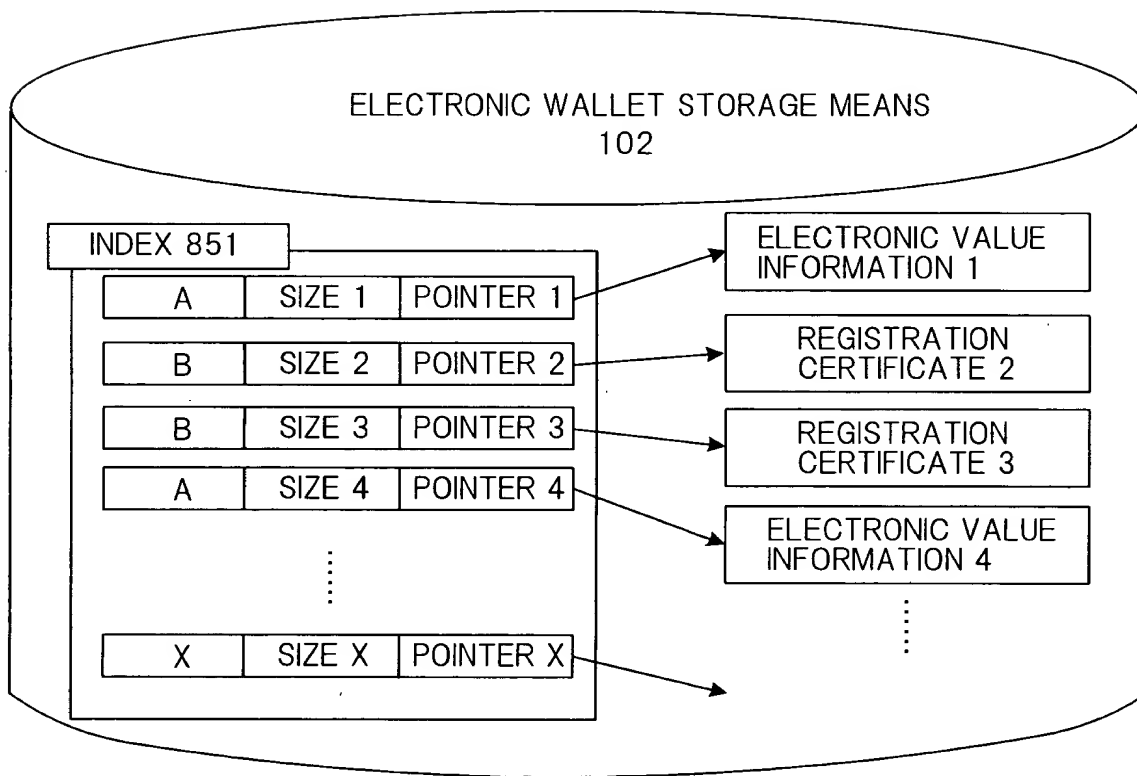 ELECTRONIC WALLET STORAGE MEANS
102
INDEX 851
A SIZE 1 POINTER 1
B SIZE 2 POINTER 2
B SIZE 3 POINTER 3
A SIZE 4 POINTER 4
X SIZE X POINTER X
ELECTRONIC VALUE
INFORMATION 1
REGISTRATION
CERTIFICATE 2
REGISTRATION
CERTIFICATE 3
ELECTRONIC VALUE
INFORMATION 4